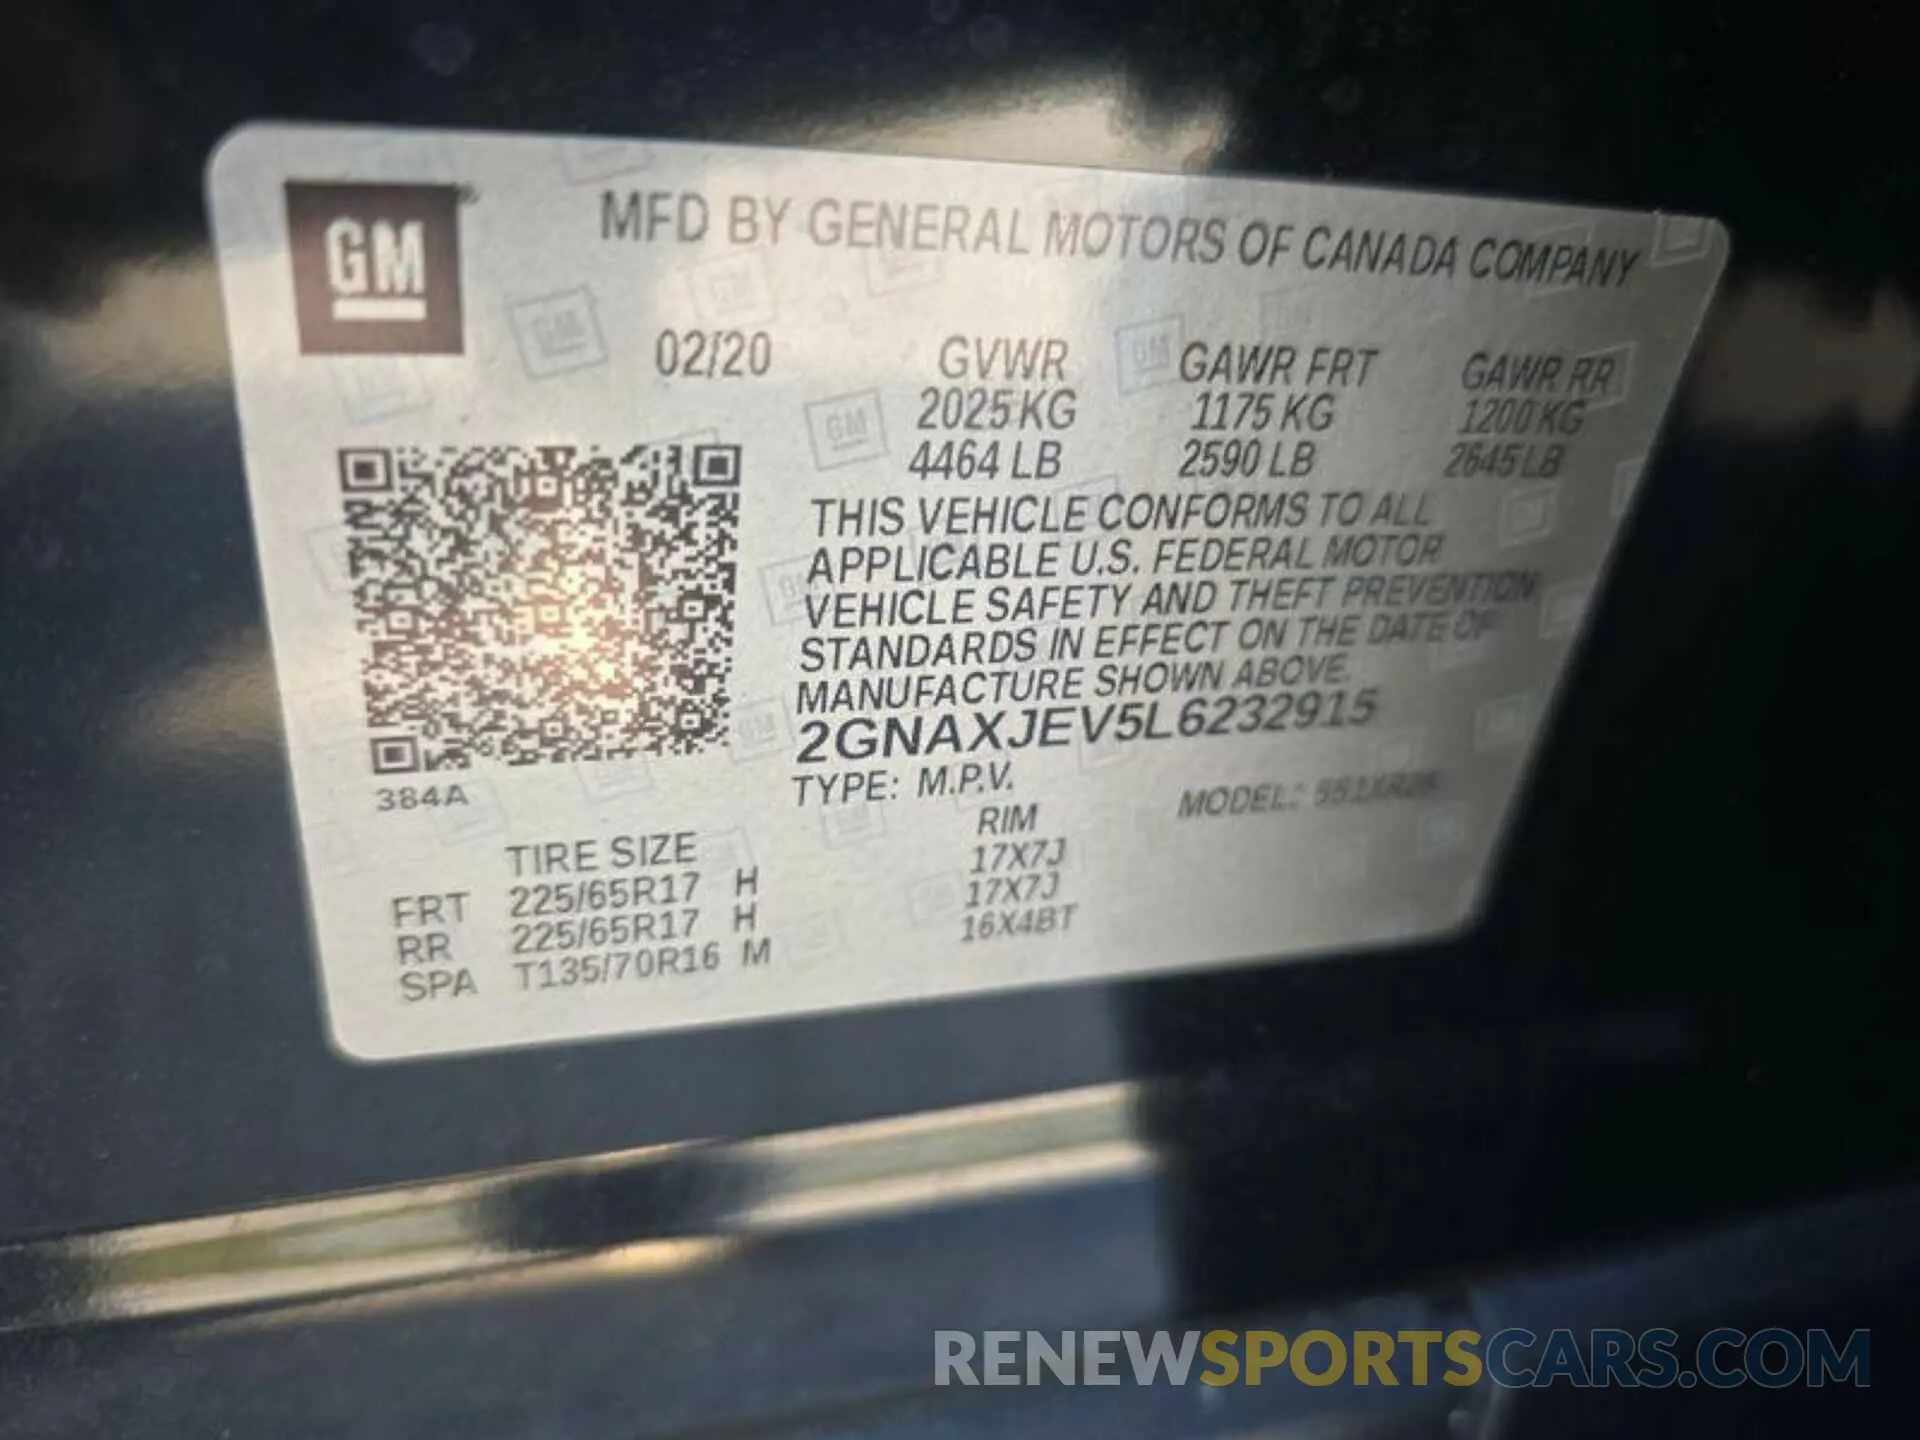 GM
MFD BY GENERAL MOTORS OF CANADA COMPANY
02/20 GVWR GAWR FRT GAWR RR
2025 KG 1175 KG 1200 KG
4464 LB 2590 LB 2645 LB
THIS VEHICLE CONFORMS TO ALL
APPLICABLE U.S. FEDERAL MOTOR
VEHICLE SAFETY AND THEFT PREVENTION
STANDARDS IN EFFECT ON THE DATE OF
MANUFACTURE SHOWN ABOVE.
2GNAXJEV5L6232915
384A
TYPE: M.P.V. MODEL:
TIRE SIZE RIM
FRT 225/65R17 H 17X7J
RR 225/65R17 H 17X7J
SPA T135/70R16 M 16X4BT
RENEWSPORTSCARS.COM